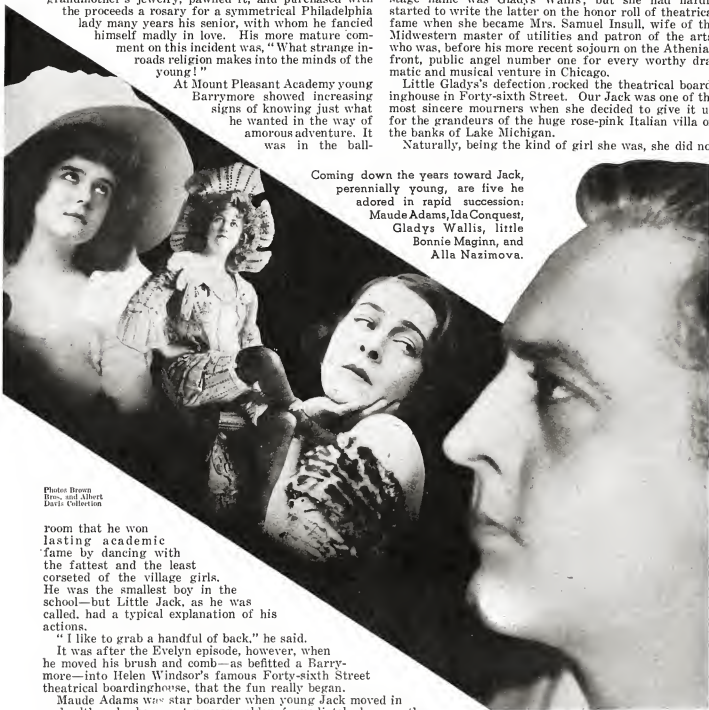 grandmother's jewelry, pawned it, and purchased with
the proceeds a rosary for a symmetrical Philadelphia
lady many years his senior, with whom he fancied
himself madly in love. His more mature com-
ment on this incident was, "What strange in-
roads religion makes into the minds of the
young!"
At Mount Pleasant Academy young
Barrymore showed increasing
signs of knowing just what
he wanted in the way of
amorous adventure. It
was in the ball-
room that he won
lasting academic
fame by dancing with
the fattest and the least
corseted of the village girls.
He was the smallest boy in the
school—but Little Jack, as he was
called, had a typical explanation of his
actions.
"I like to grab a handful of back," he said.
It was after the Evelyn episode, however, when
he moved his brush and comb—as befitted a Barry-
more—into Helen Windsor's famous Forty-sixth Street
theatrical boardinghouse, that the fun really began.
Maude Adams was star boarder when young Jack moved in
stage name was Gladys Wallis, but she had hardly
started to write the latter on the honor roll of theatrica
fame when she became Mrs. Samuel Insull, wife of th
Midwestern master of utilities and patron of the arts
who was, before his more recent sojourn on the Athenia
front, public angel number one for every worthy dra
matic and musical venture in Chicago.
Little Gladys's defection rocked the theatrical board
inghouse in Forty-sixth Street. Our Jack was one of th
most sincere mourners when she decided to give it u
for the grandeurs of the huge rose-pink Italian villa o
the banks of Lake Michigan.
Naturally, being the kind of girl she was, she did no
Coming down the years toward Jack,
perennially young, are five he
adored in rapid succession:
Maude Adams, Ida Conquest,
Gladys Wallis, little
Bonnie Maginn, and
Alla Nazimova.
Photos Brown
Bros. and Albert
Davis Collection